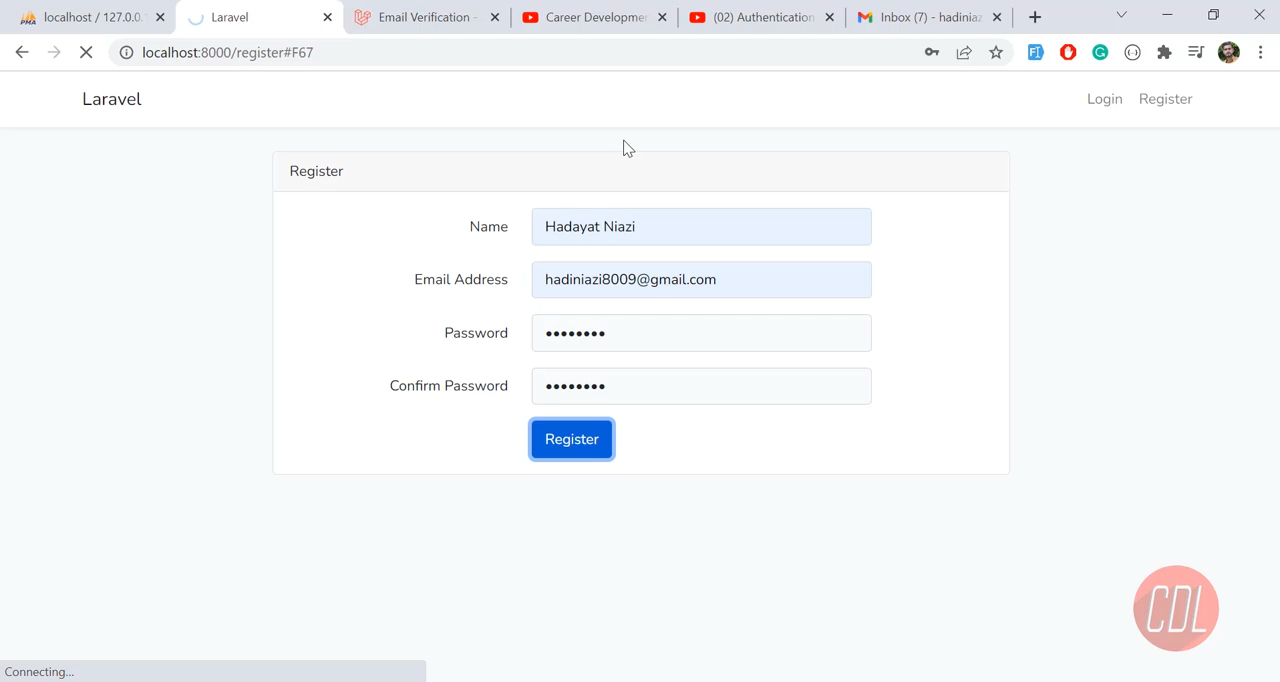 localhost / 127.0.0.
Laravel
Email Verification -
Career Developme
(02) Authentication
Inbox (7) - hadiniaz
localhost:8000/register#F67
Laravel
Login
Register
Register
Name
Hadayat Niazi
Email Address
hadiniazi8009@gmail.com
Password
••••••••
Confirm Password
••••••••
Register
CDL
Connecting...